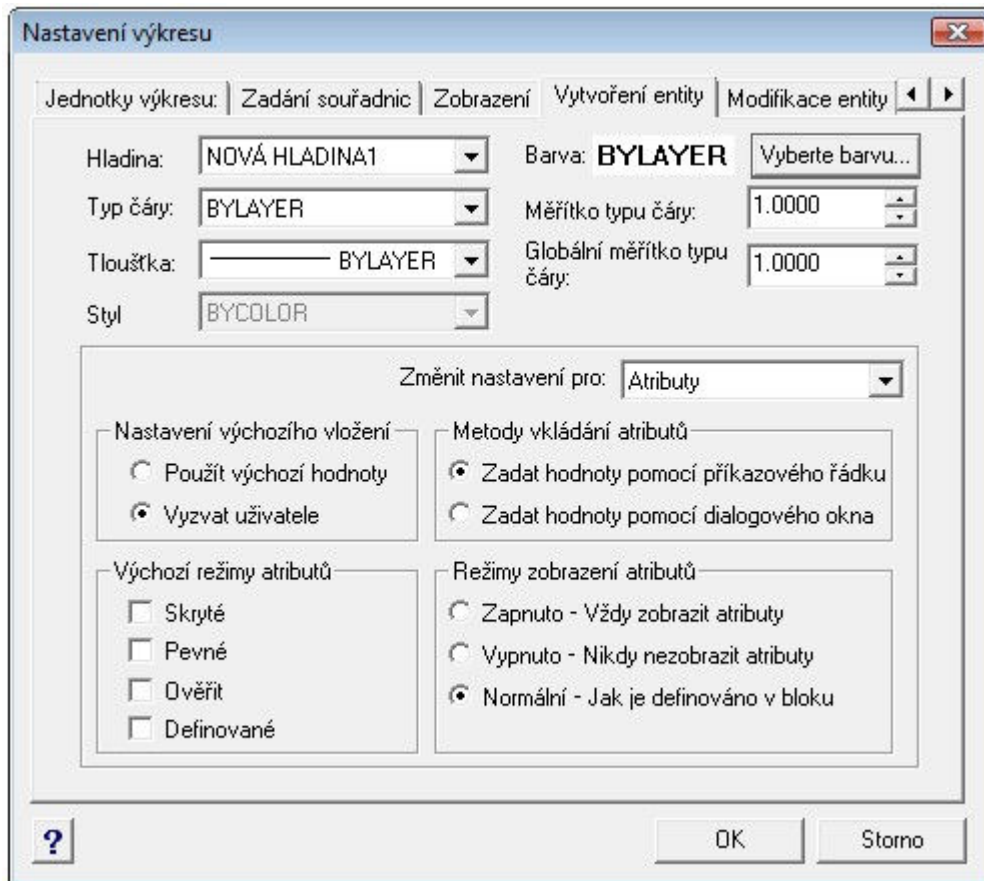 Nastavení výkresu
Jednotky výkresu: Zadání souřadnic Zobrazení Vytvoření entity Modifikace entity
Hladina: NOVÁ HLADINA1 Barva: BYLAYER Vyberte barvu...
Typ čáry: BYLAYER Měřítko typu čáry: 1.0000
Tloušťka: BYLAYER Globální měřítko typu čáry: 1.0000
Styl BYCOLOR
Změnit nastavení pro: Atributy
Nastavení výchozího vložení
Použít výchozí hodnoty
Vyzvat uživatele
Metody vkládání atributů
Zadat hodnoty pomocí příkazového řádku
Zadat hodnoty pomocí dialogového okna
Výchozí režimy atributů
Skryté
Pevné
Ověřit
Definované
Režimy zobrazení atributů
Zapnuto - Vždy zobrazit atributy
Vypnuto - Nikdy nezobrazit atributy
Normální - Jak je definováno v bloku
? OK Storno